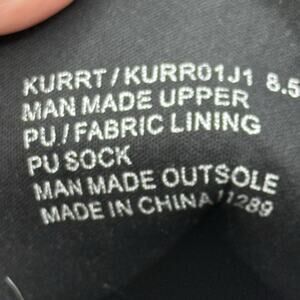 KURRT/KURR01J1 8.5
MAN MADE UPPER
PU/FABRIC LINING
PU SOCK
MAN MADE OUTSOLE
MADE IN CHINA/1289